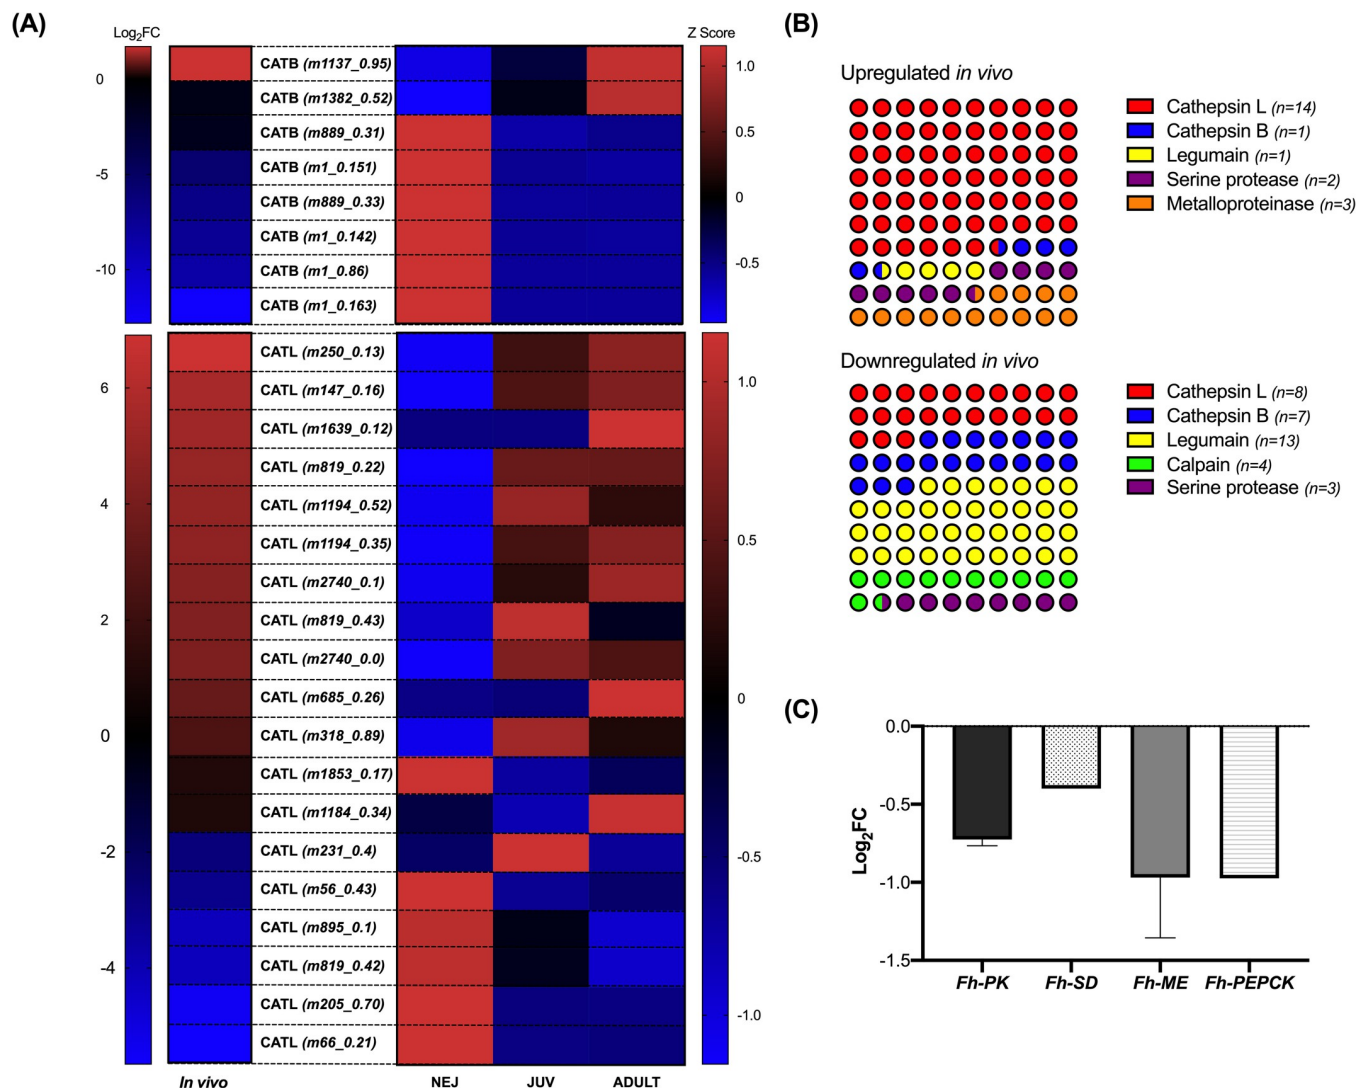 (A)
Log2FC
Z Score
0
-5
-10
CATB (m1137_0.95)
CATB (m1382_0.52)
CATB (m889_0.31)
CATB (m1_0.151)
CATB (m889_0.33)
CATB (m1_0.142)
CATB (m1_0.86)
CATB (m1_0.163)
1.0
0.5
0
-0.5
6
4
2
0
-2
-4
CATL (m250_0.13)
CATL (m147_0.16)
CATL (m1639_0.12)
CATL (m819_0.22)
CATL (m1194_0.52)
CATL (m1194_0.35)
CATL (m2740_0.1)
CATL (m819_0.43)
CATL (m2740_0.0)
CATL (m685_0.26)
CATL (m318_0.89)
CATL (m1853_0.17)
CATL (m1184_0.34)
CATL (m231_0.4)
CATL (m56_0.43)
CATL (m895_0.1)
CATL (m819_0.42)
CATL (m205_0.70)
CATL (m66_0.21)
1.0
0.5
0
-0.5
-1.0
In vivo
NEJ
JUV
ADULT
(B)
Upregulated in vivo
Cathepsin L (n=14)
Cathepsin B (n=1)
Legumain (n=1)
Serine protease (n=2)
Metalloproteinase (n=3)
Downregulated in vivo
Cathepsin L (n=8)
Cathepsin B (n=7)
Legumain (n=13)
Calpain (n=4)
Serine protease (n=3)
(C)
Log2FC
0.0
-0.5
-1.0
-1.5
Fh-PK
Fh-SD
Fh-ME
Fh-PEPCK